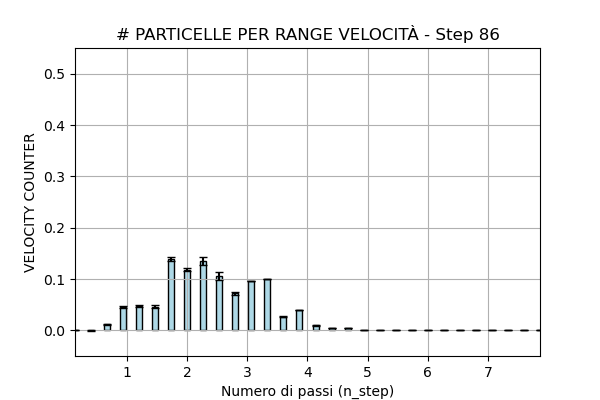 # PARTICELLE PER RANGE VELOCITÀ - Step 86
0.5
0.4
0.3
0.2
0.1
0.0
VELOCITY COUNTER
1 2 3 4 5 6 7
Numero di passi (n_step)